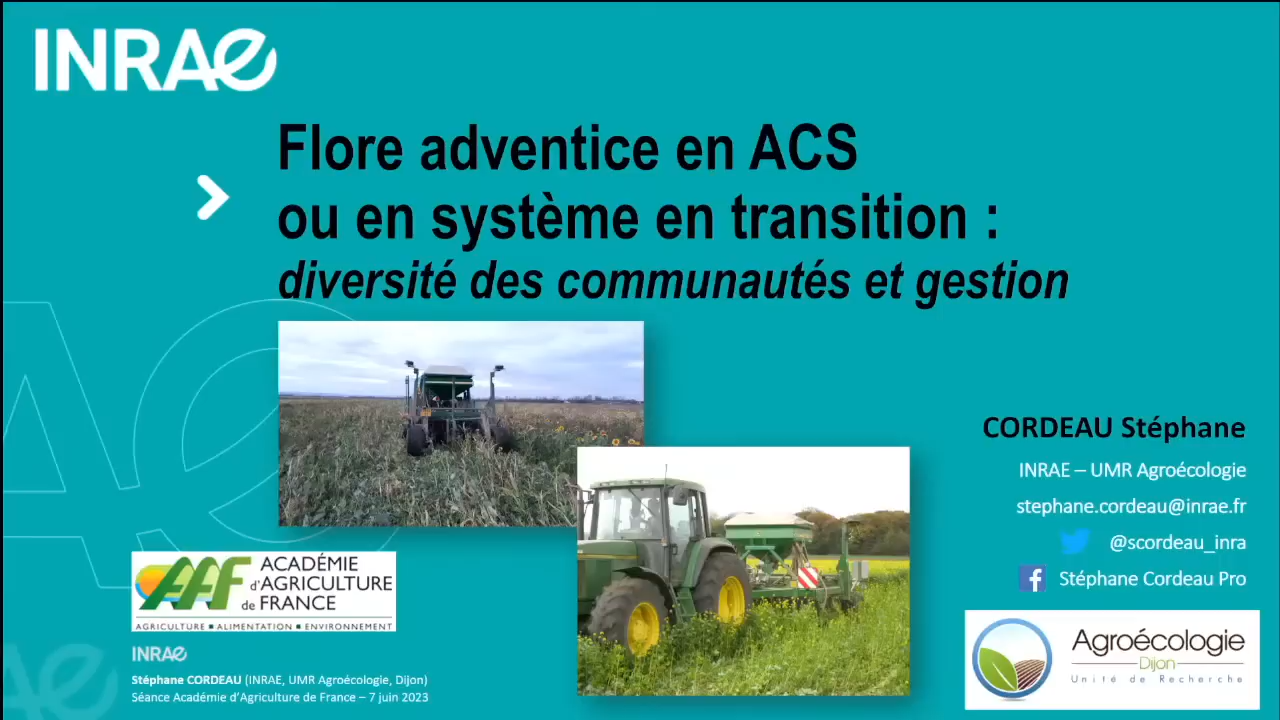 INRAE
Flore adventice en ACS
ou en système en transition :
diversité des communautés et gestion
CORDEAU Stéphane
INRAE – UMR Agroécologie
stephane.cordeau@inrae.fr
@scordeau_inra
Stéphane Cordeau Pro
AAF
ACADÉMIE
d'AGRICULTURE
de FRANCE
AGRICULTURE ■ ALIMENTATION ■ ENVIRONNEMENT
INRAE
Stéphane CORDEAU (INRAE, UMR Agroécologie, Dijon)
Séance Académie d'Agriculture de France – 7 juin 2023
Agroécologie
Dijon
Unité de Recherche